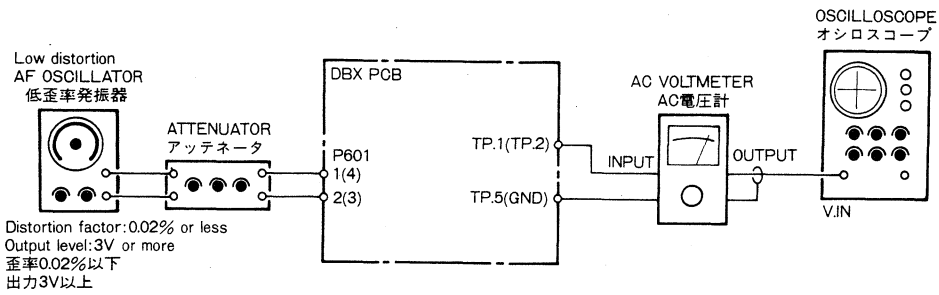 Low distortion
AF OSCILLATOR
低歪率発振器
Distortion factor:0.02% or less
Output level:3V or more
歪率0.02%以下
出力3V以上
ATTENUATOR
アッテネータ
DBX PCB
P601
1(4)
2(3)
TP.1(TP.2)
TP.5(GND)
INPUT
AC VOLTMETER
AC電圧計
OUTPUT
OSCILLOSCOPE
オシロスコープ
V.IN